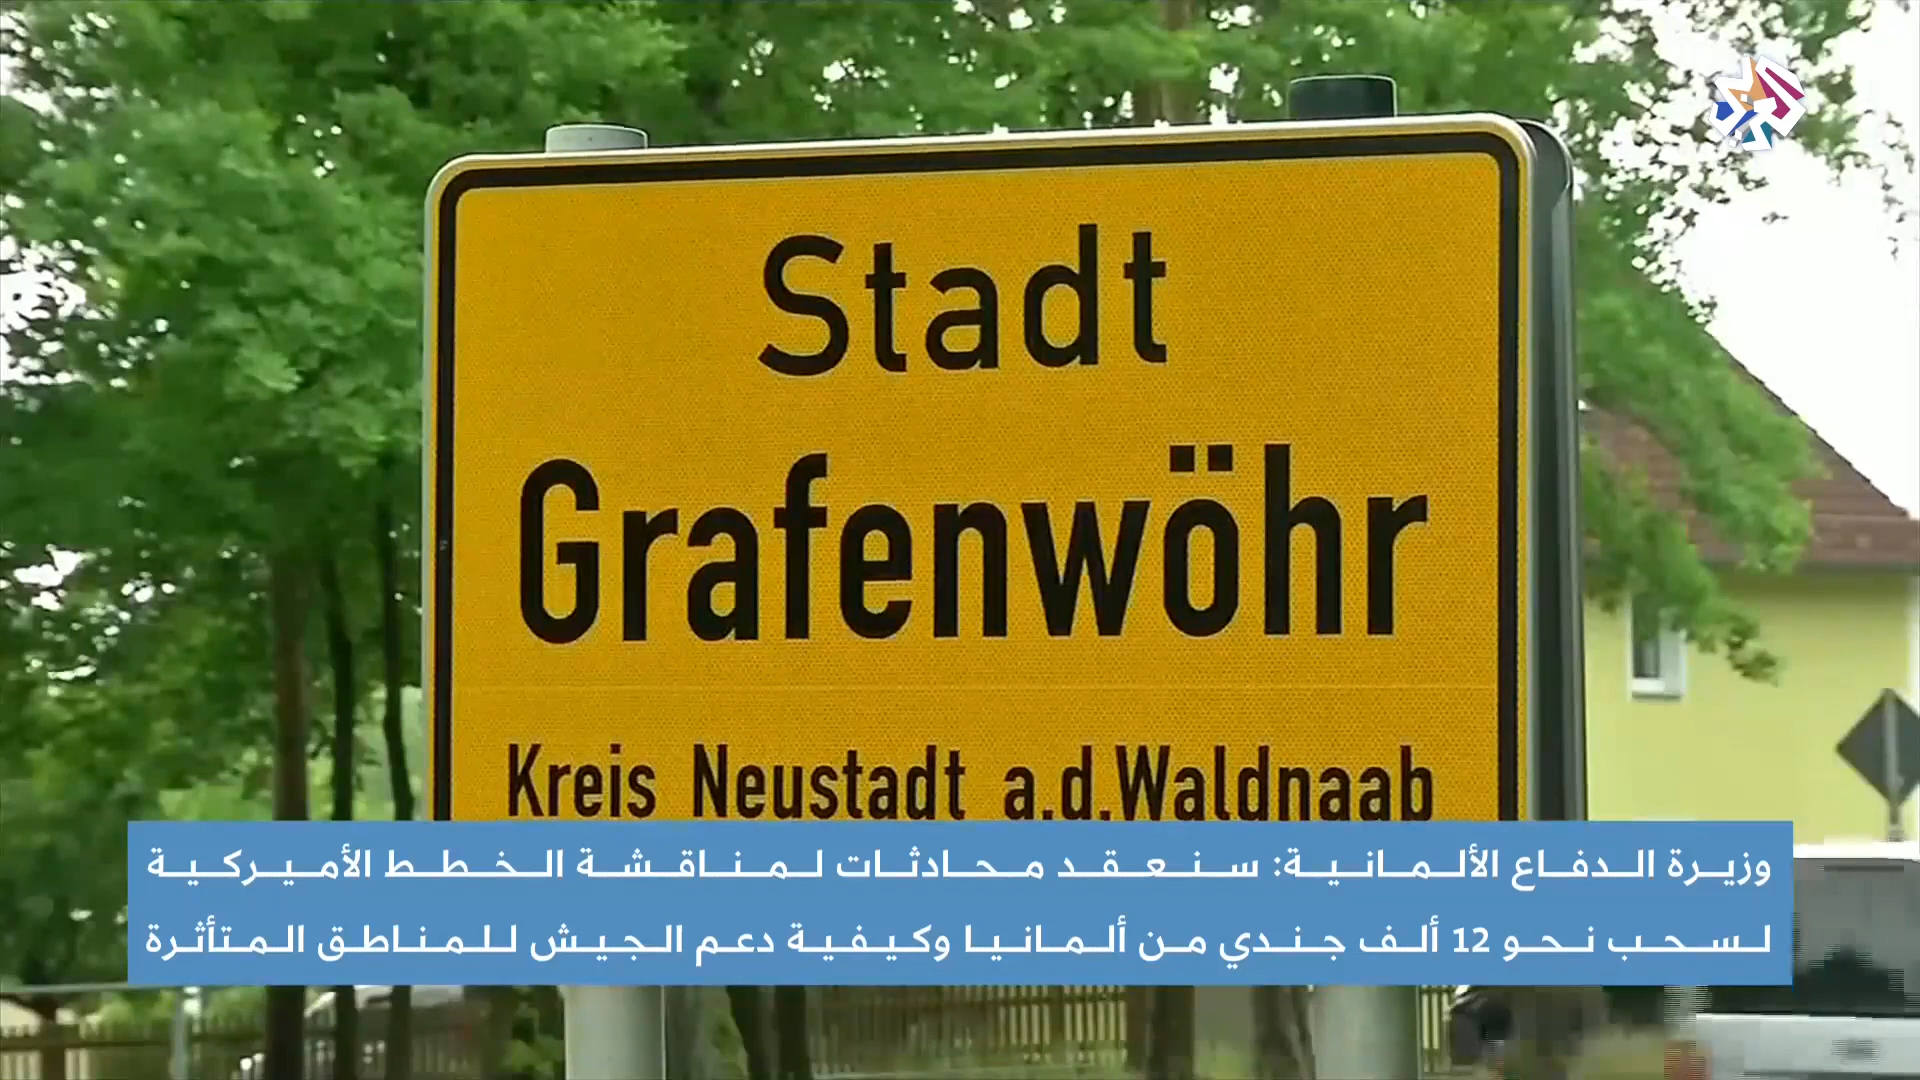 Stadt
Grafenwöhr
Kreis Neustadt a.d.Waldnaab
وزيرة الدفاع الألمانية: سنعقد محادثات لمناقشة الخطط الأميركية
لسحب نحو 12 ألف جندي من ألمانيا وكيفية دعم الجيش للمناطق المتأثرة